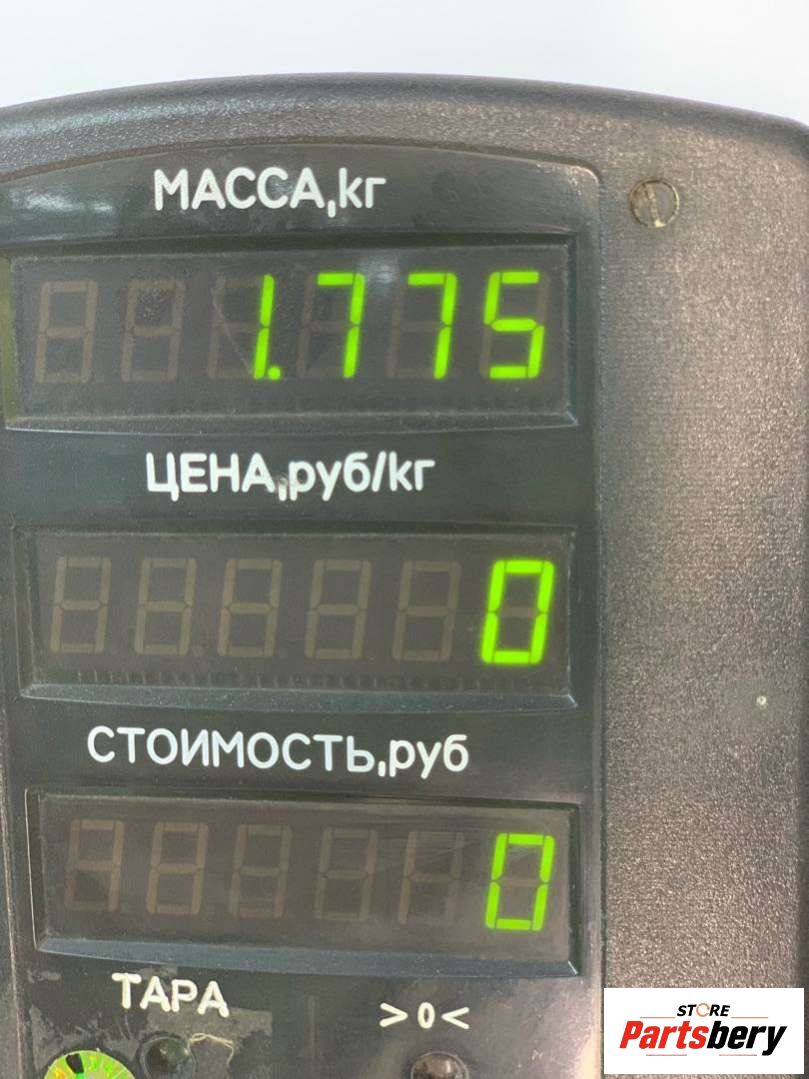 МАССА,кг
1.775
ЦЕНА,руб/кг
0
СТОИМОСТЬ,руб
0
ТАРА
>0<
STORE
Partsbery